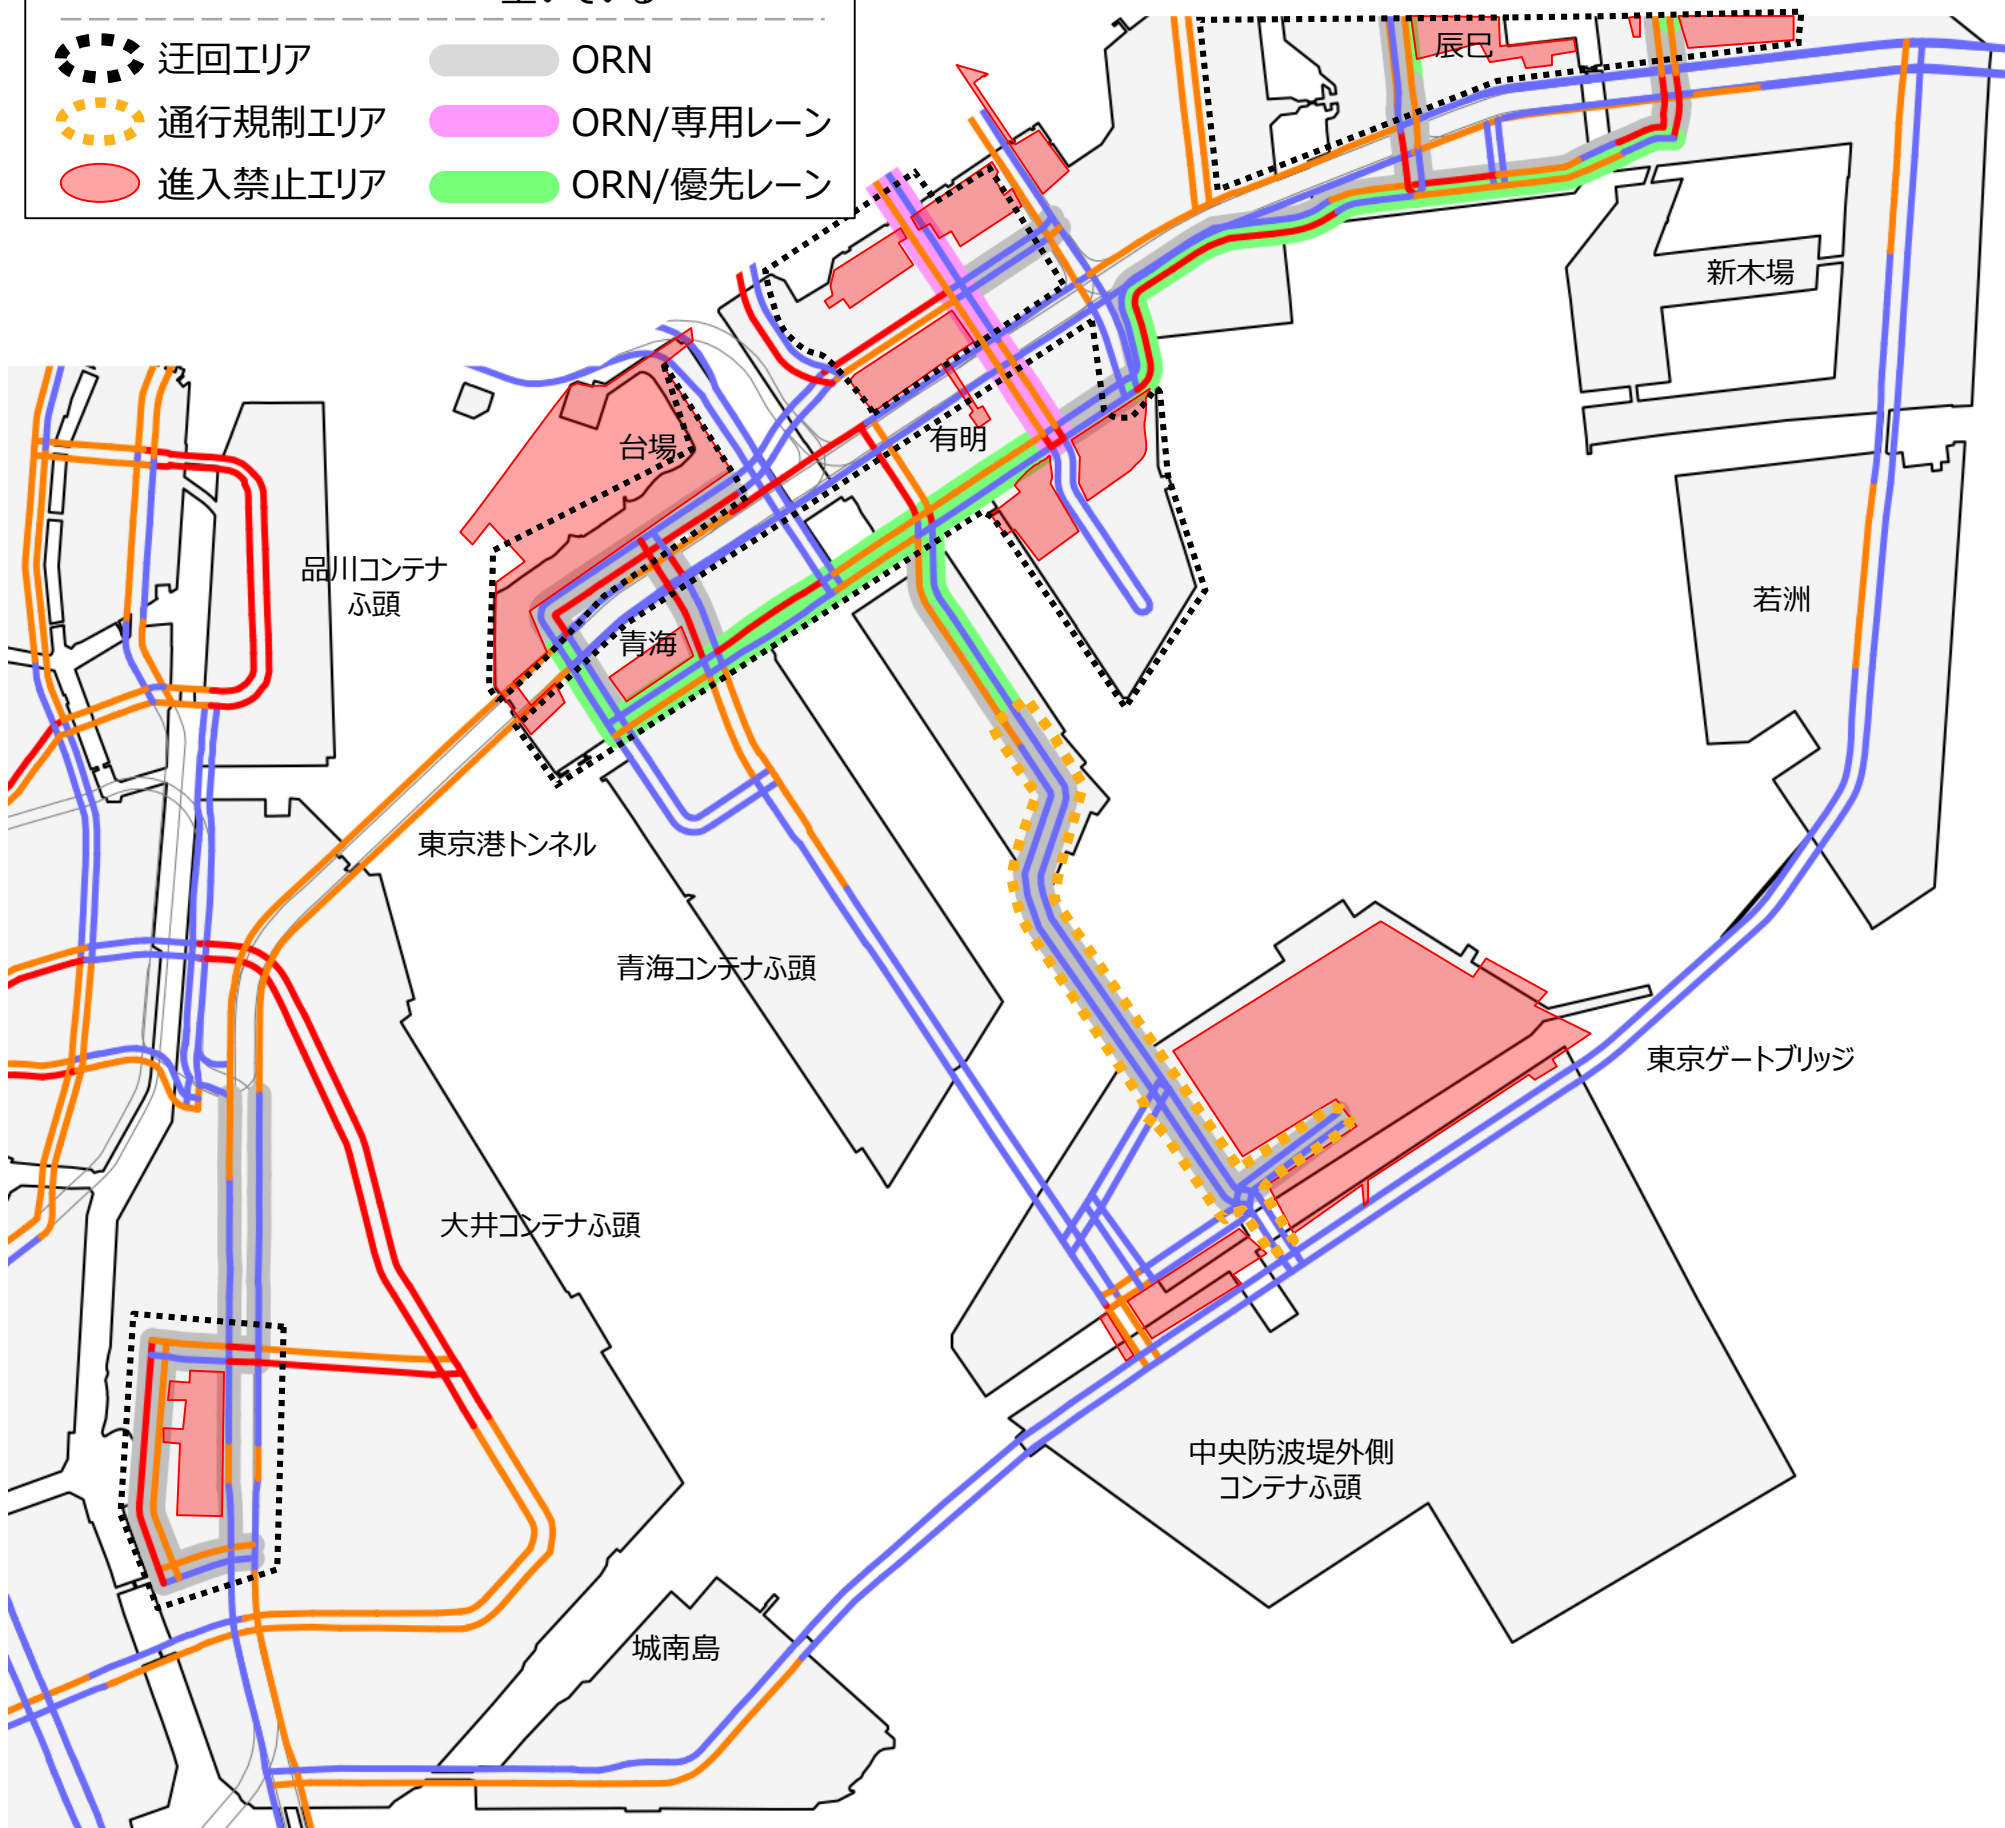 空いている
迂回エリア
ORN
通行規制エリア
ORN/専用レーン
進入禁止エリア
ORN/優先レーン
辰巳
新木場
有明
台場
品川コンテナ
ふ頭
若洲
青海
東京港トンネル
青海コンテナふ頭
東京ゲートブリッジ
大井コンテナふ頭
中央防波堤外側
コンテナふ頭
城南島